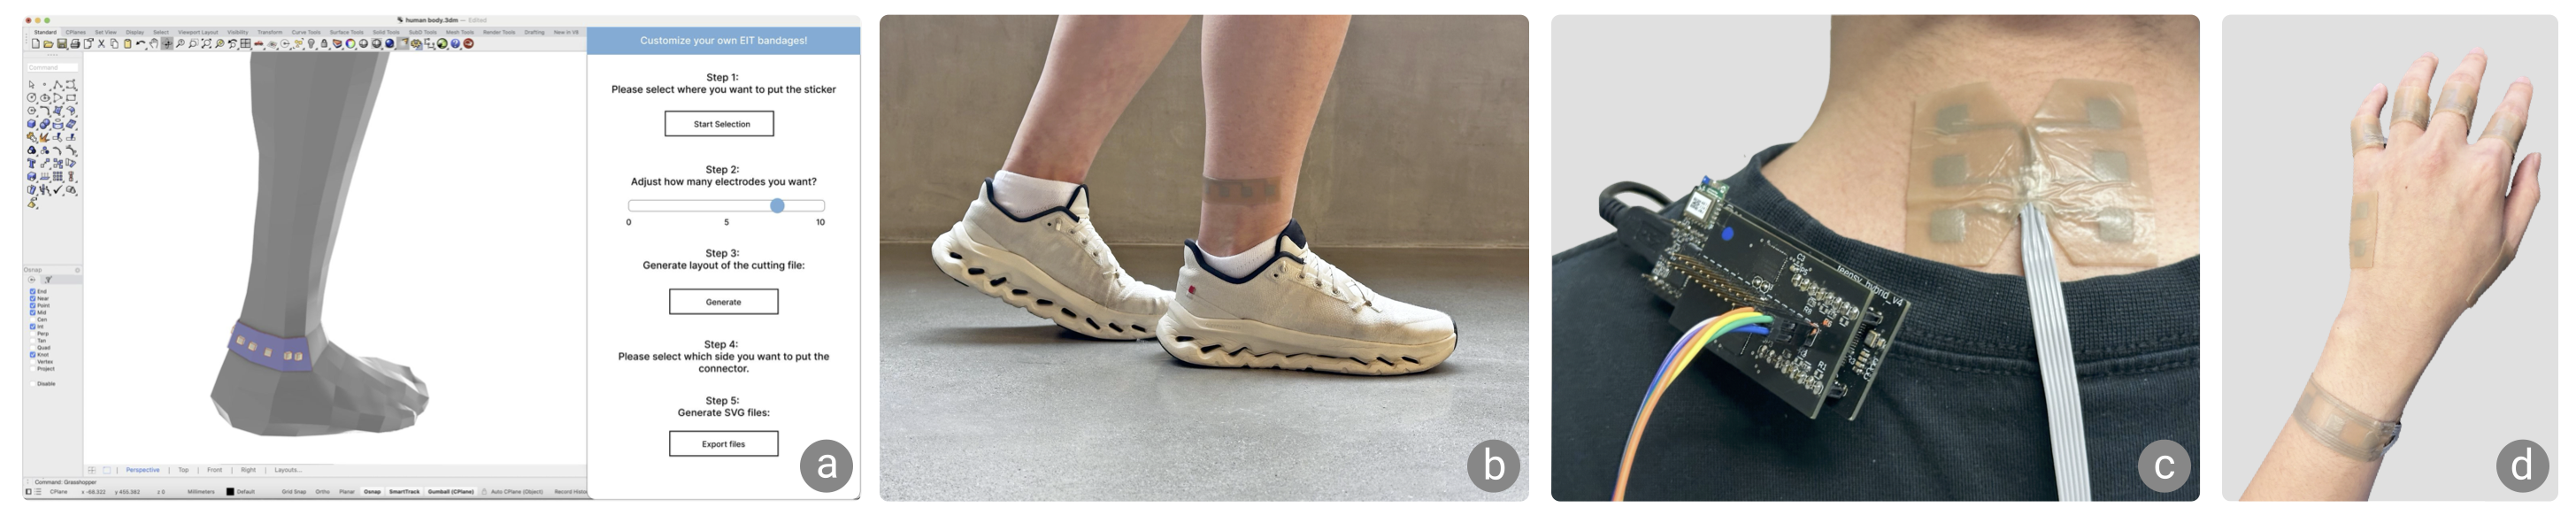 human body.3dm — Edited
Standard CPlanes Set View Display Select Viewport Layout Visibility Transform Curve Tools Surface Tools Solid Tools SubD Tools Mesh Tools Render Tools Drafting New in V8
Command
Osnap
End
Near
Point
Mid
Cen
Int
Perp
Tan
Quad
Knot
Vertex
Project
Disable
Perspective Top Front Right Layouts...
Command: Grasshopper
CPlane x -68.322 y 455.362 z 0 Millimeters Default Grid Snap Ortho Planar Osnap SmartTrack Gumball (CPlane) Auto CPlane (Object) Record Histo
Customize your own EIT bandages!
Step 1:
Please select where you want to put the sticker
Start Selection
Step 2:
Adjust how many electrodes you want?
0 5 10
Step 3:
Generate layout of the cutting file:
Generate
Step 4:
Please select which side you want to put the
connector.
Step 5:
Generate SVG files:
Export files
a
b
teensy_hybrid_v4
c
d